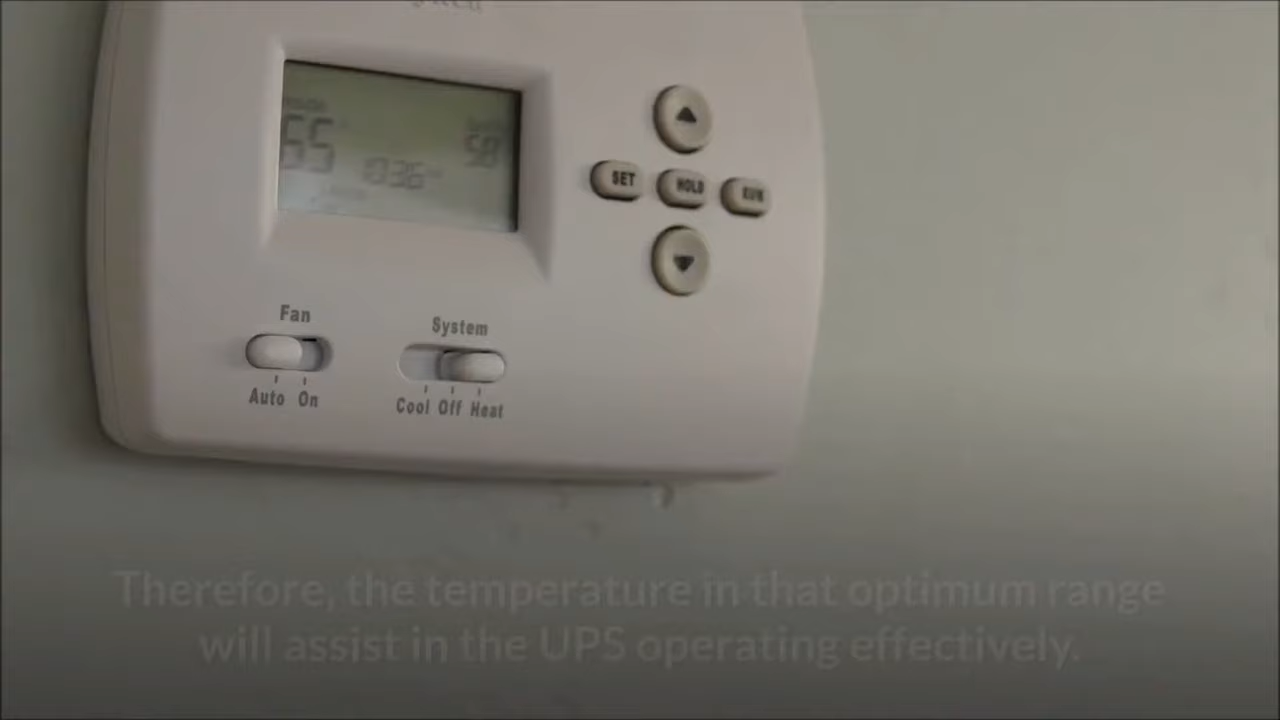 65
58
SET
HOLD
RUN
Fan
System
Auto On
Cool Off Heat
Therefore, the temperature in that optimum range
will assist in the UPS operating effectively.